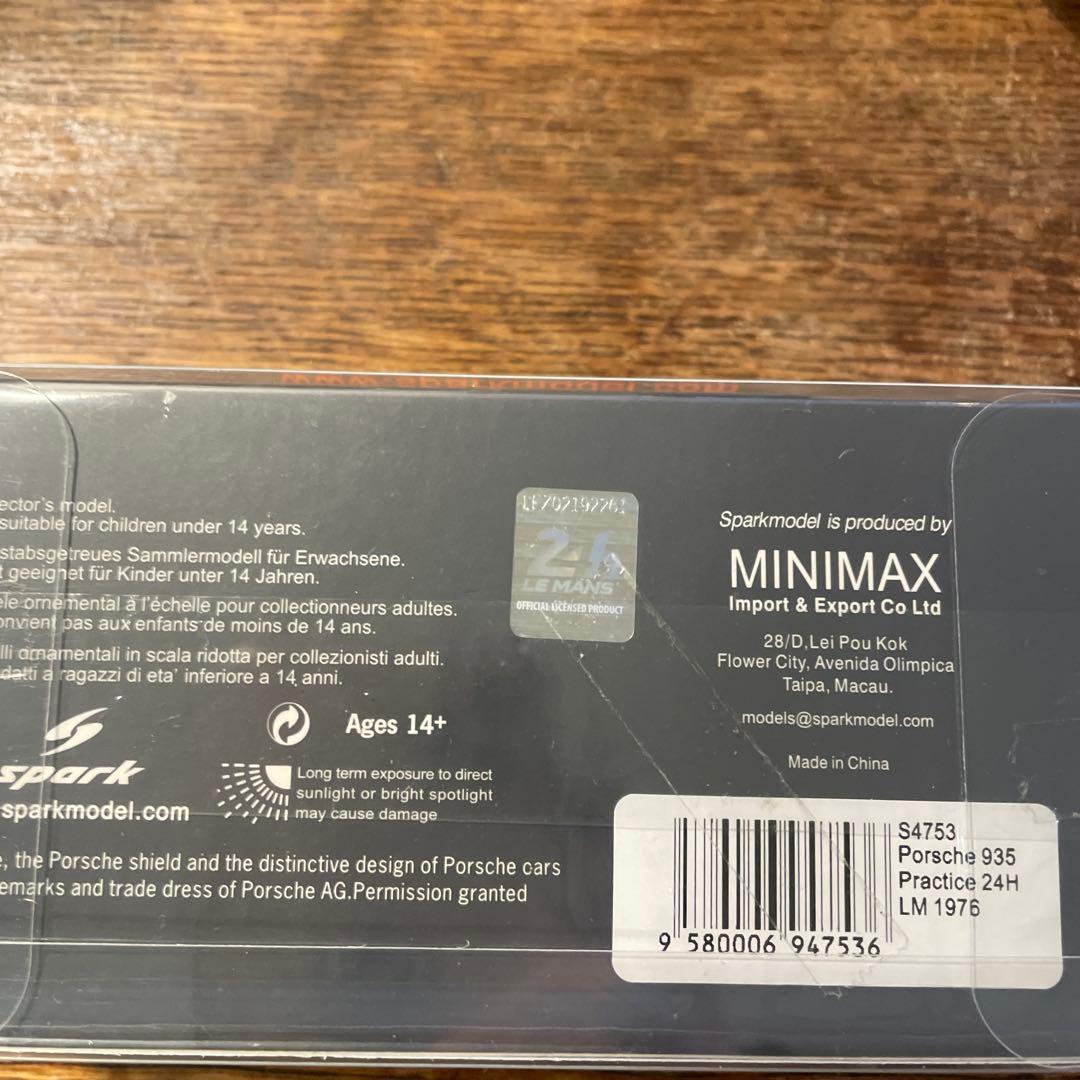 www.sparkmodel.com
ector's model.
suitable for children under 14 years.
stabsgetreues Sammlermodell für Erwachsene.
t geeignet für Kinder unter 14 Jahren.
èle ornemental à l'échelle pour collectionneurs adultes.
onvient pas aux enfants de moins de 14 ans.
lli ornamentali in scala ridotta per collezionisti adulti.
datti a ragazzi di eta' inferiore a 14 anni.
Ages 14+
spark
sparkmodel.com
Long term exposure to direct
sunlight or bright spotlight
may cause damage
e, the Porsche shield and the distinctive design of Porsche cars
emarks and trade dress of Porsche AG.Permission granted
24
LE MANS
OFFICIAL LICENSED PRODUCT
Sparkmodel is produced by
MINIMAX
Import & Export Co Ltd
28/D,Lei Pou Kok
Flower City, Avenida Olimpica
Taipa, Macau.
models@sparkmodel.com
Made in China
S4753
Porsche 935
Practice 24H
LM 1976
9 580006 947536